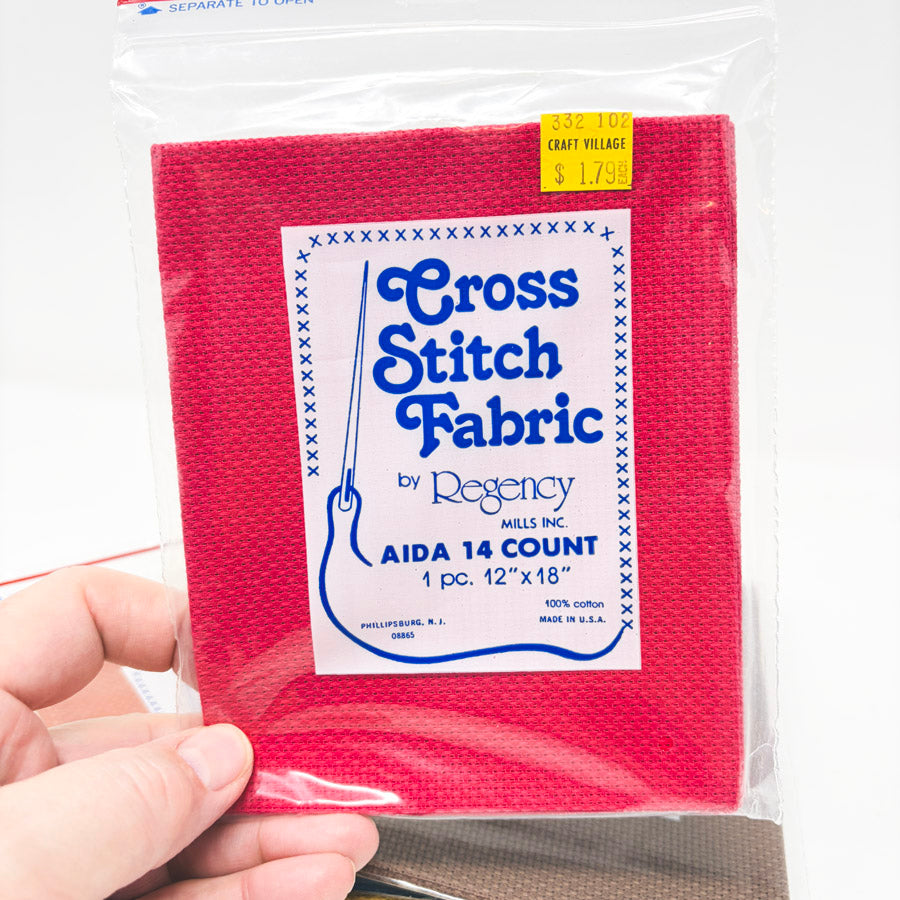 SEPARATE TO OPEN
332 102
CRAFT VILLAGE
$ 1.79 EACH
Cross
Stitch
Fabric
by Regency
MILLS INC.
AIDA 14 COUNT
1 pc. 12"x18"
100% cotton
MADE IN U.S.A.
PHILLIPSBURG, N. J.
08865